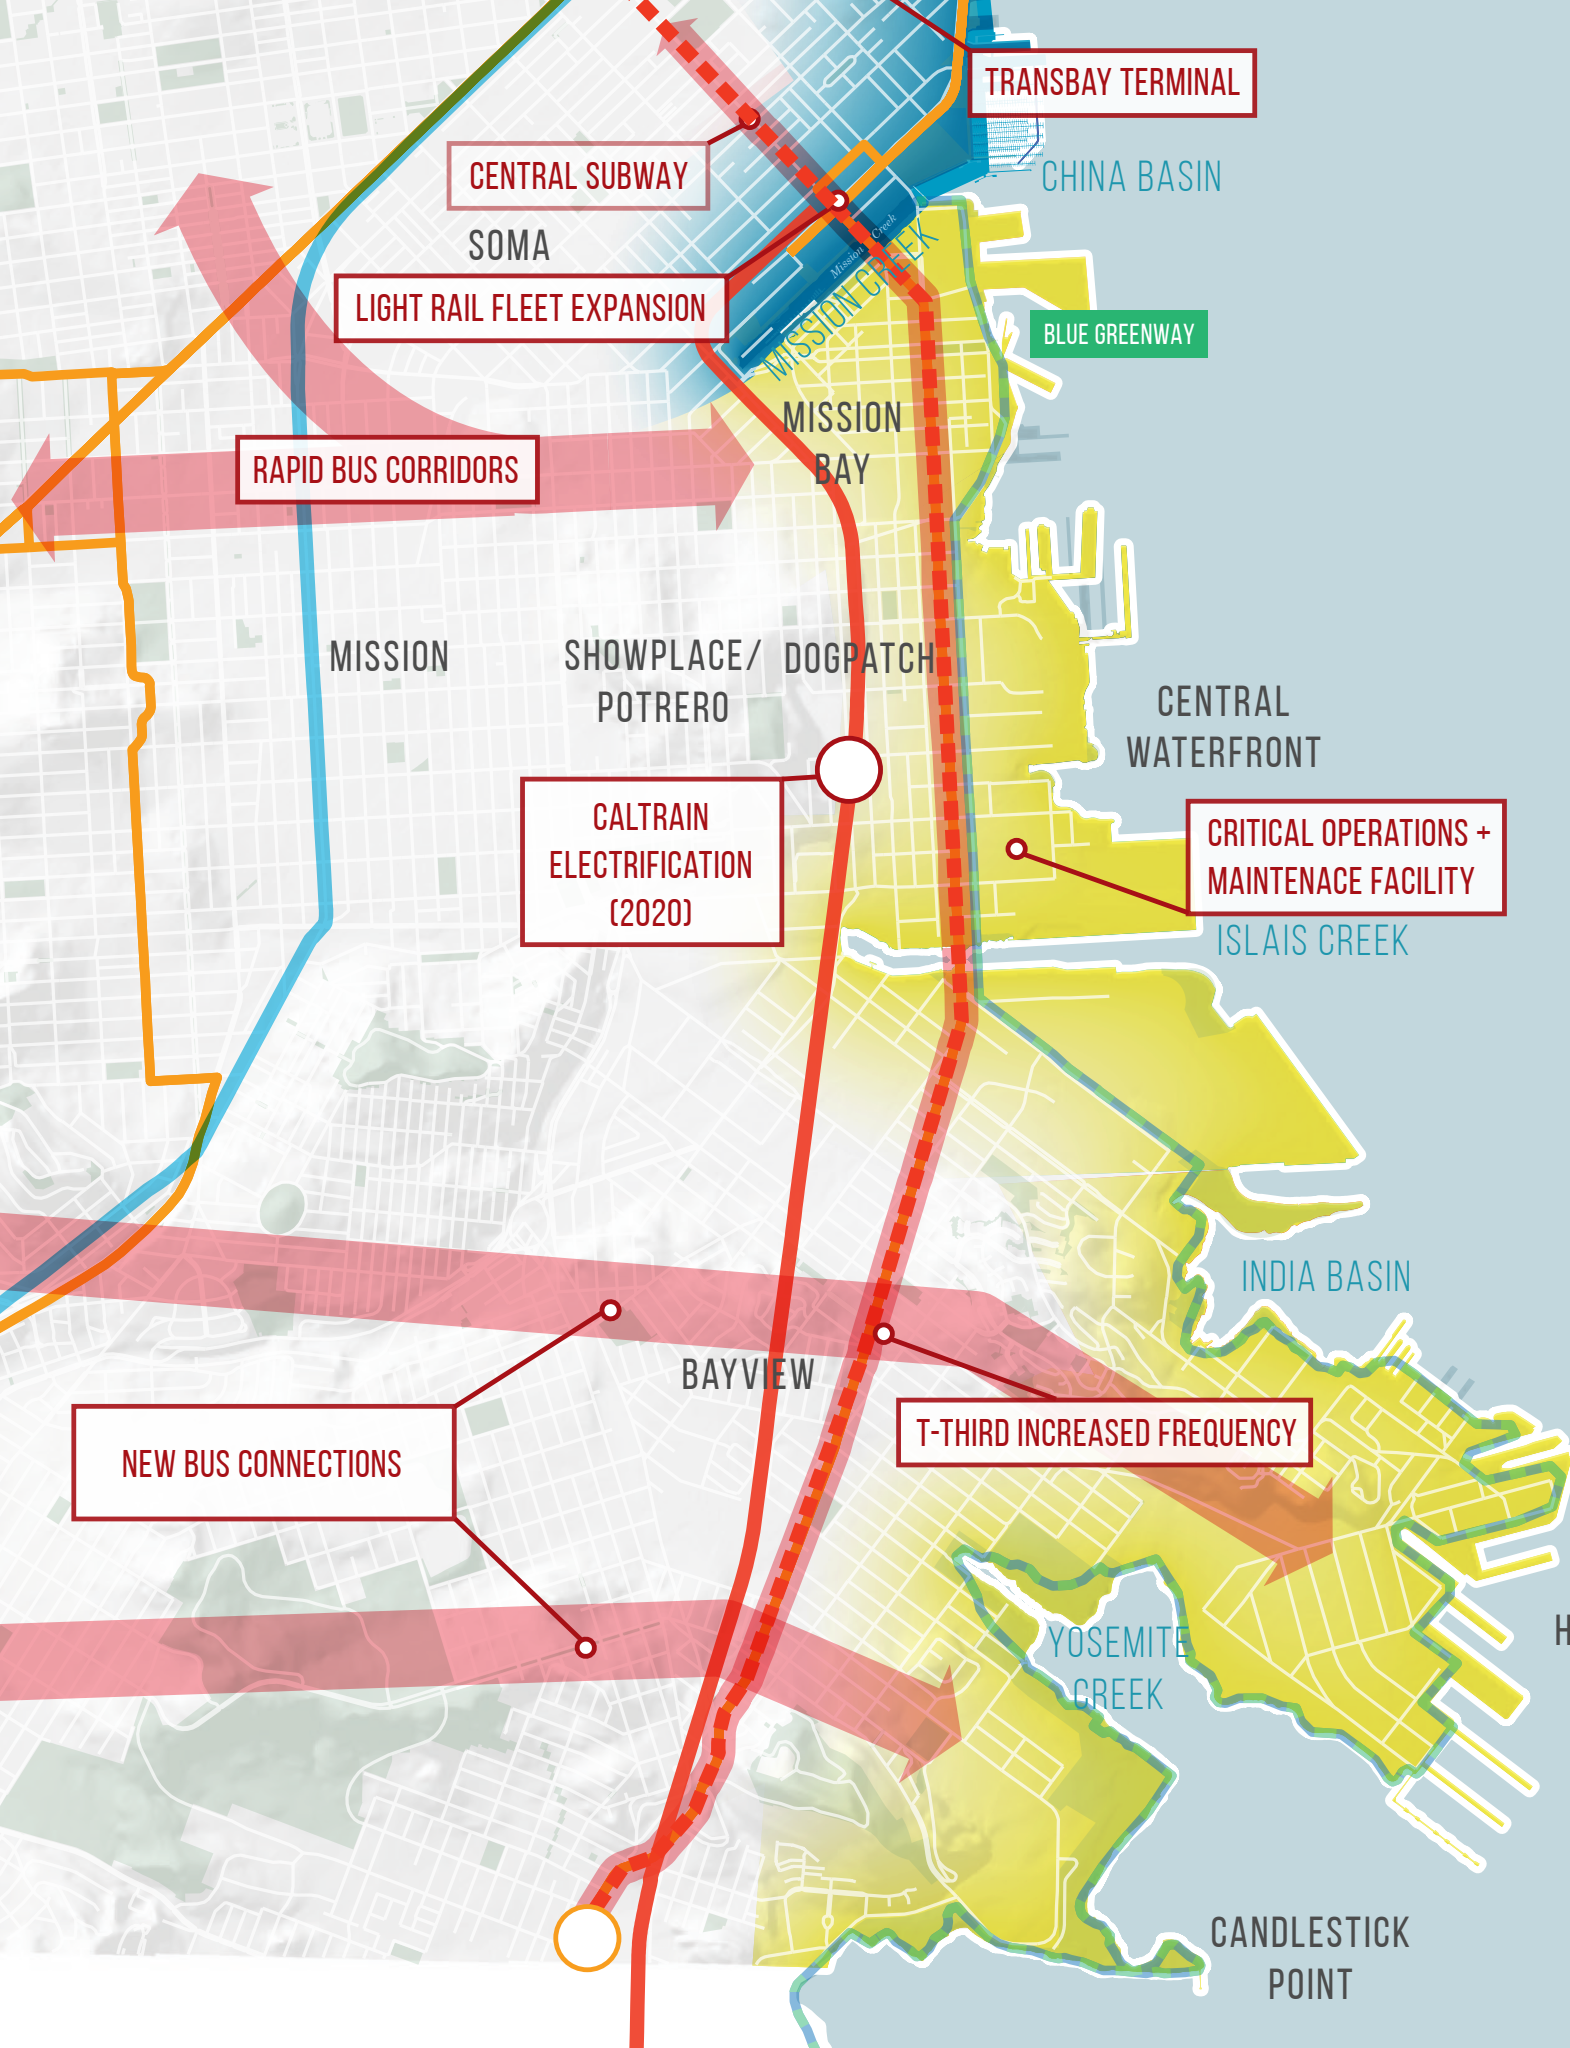 TRANSBAY TERMINAL
CENTRAL SUBWAY
CHINA BASIN
SOMA
LIGHT RAIL FLEET EXPANSION
Mission Creek
MISSION CREEK
BLUE GREENWAY
MISSION
BAY
RAPID BUS CORRIDORS
MISSION
SHOWPLACE/
POTRERO
DOGPATCH
CENTRAL
WATERFRONT
CALTRAIN
ELECTRIFICATION
(2020)
CRITICAL OPERATIONS +
MAINTENACE FACILITY
ISLAIS CREEK
INDIA BASIN
BAYVIEW
T-THIRD INCREASED FREQUENCY
NEW BUS CONNECTIONS
H
YOSEMITE
CREEK
CANDLESTICK
POINT